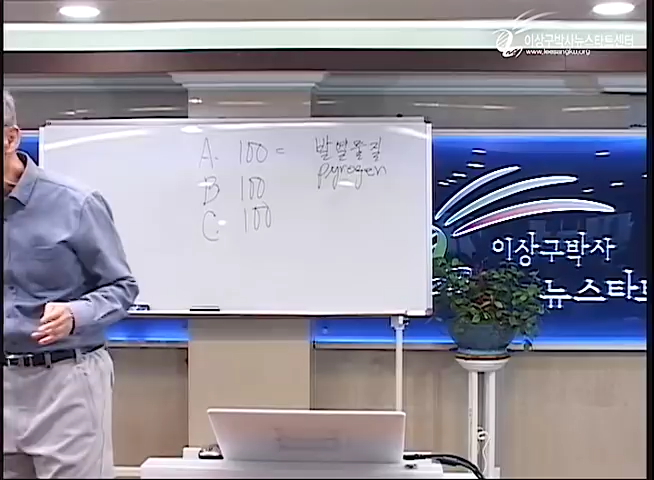 이상구박사뉴스타트센터
www.leesangku.org
A. 100 = 발열물질
pyrogen
B 100
C. 100
이상구박사
뉴스타트